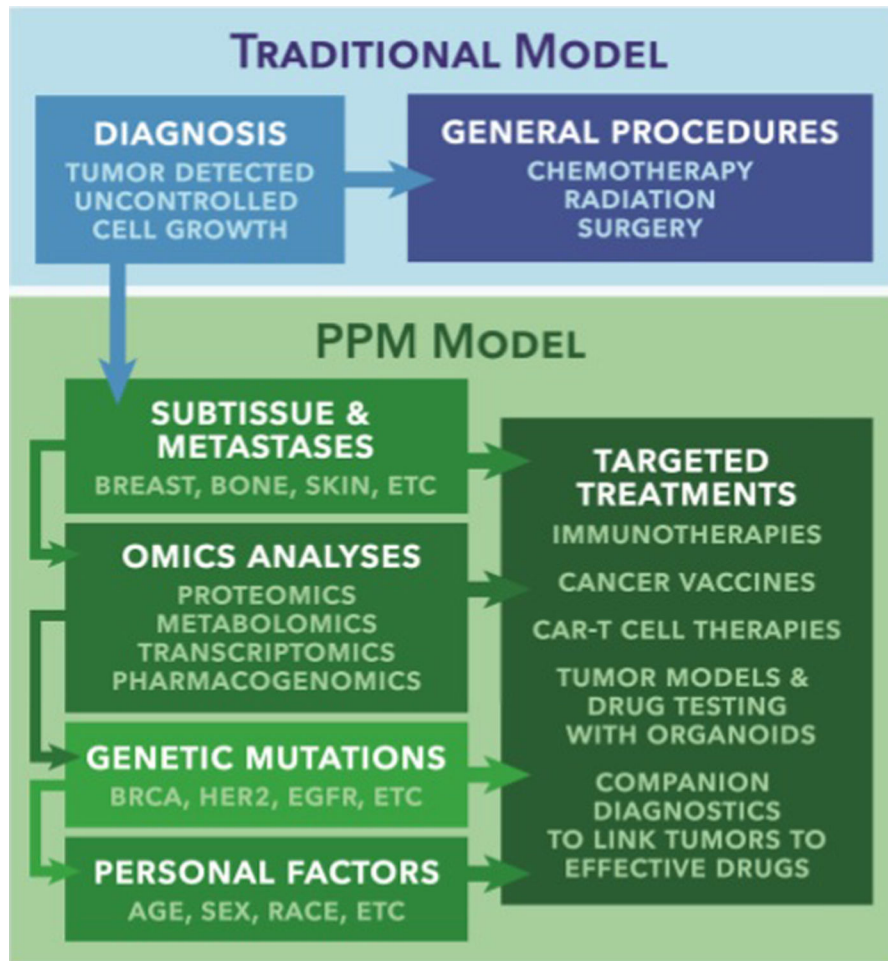 TRADITIONAL MODEL
DIAGNOSIS
TUMOR DETECTED
UNCONTROLLED
CELL GROWTH
GENERAL PROCEDURES
CHEMOTHERAPY
RADIATION
SURGERY
PPM MODEL
SUBTISSUE &
METASTASES
BREAST, BONE, SKIN, ETC
OMICS ANALYSES
PROTEOMICS
METABOLOMICS
TRANSCRIPTOMICS
PHARMACOGENOMICS
GENETIC MUTATIONS
BRCA, HER2, EGFR, ETC
PERSONAL FACTORS
AGE, SEX, RACE, ETC
TARGETED
TREATMENTS
IMMUNOTHERAPIES
CANCER VACCINES
CAR-T CELL THERAPIES
TUMOR MODELS &
DRUG TESTING
WITH ORGANOIDS
COMPANION
DIAGNOSTICS
TO LINK TUMORS TO
EFFECTIVE DRUGS